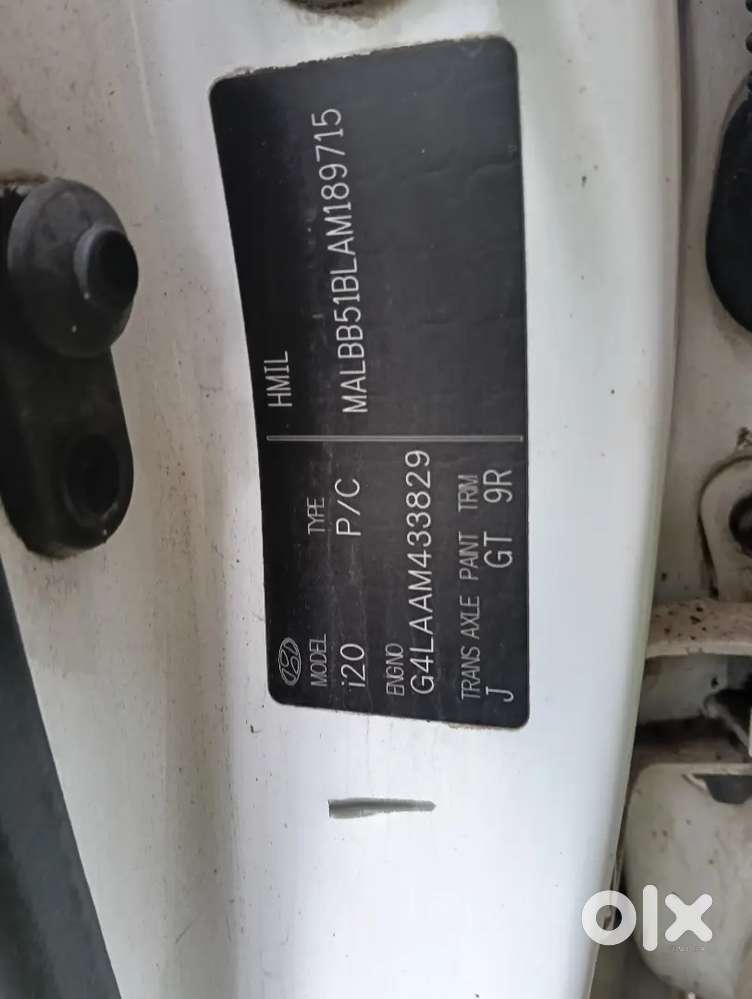 HMIL
MODEL TYPE
i20 P/C
MALBB51BLAM189715
ENGNO
G4LAAM433829
TRANS AXLE PAINT TRIM
J GT 9R
olx